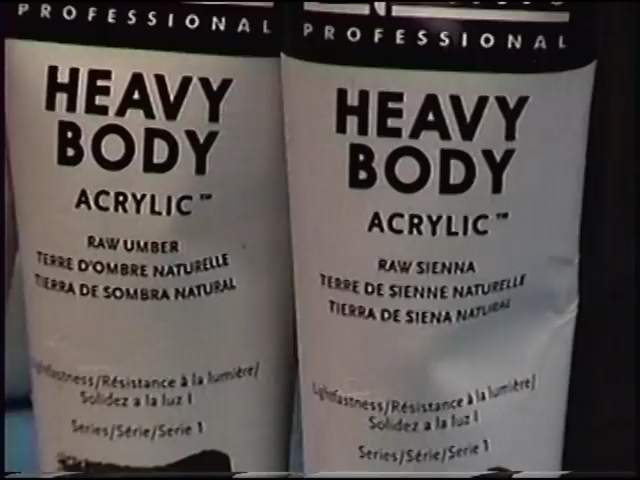 PROFESSIONAL
HEAVY
BODY
ACRYLIC™
RAW UMBER
TERRE D'OMBRE NATURELLE
TIERRA DE SOMBRA NATURAL
Lightfastness/Résistance à la lumière/
Solidez a la luz I
Series/Série/Serie 1
PROFESSIONAL
HEAVY
BODY
ACRYLIC™
RAW SIENNA
TERRE DE SIENNE NATURELLE
TIERRA DE SIENA NATURAL
Lightfastness/Résistance à la lumière/
Solidez a la luz I
Series/Série/Serie 1